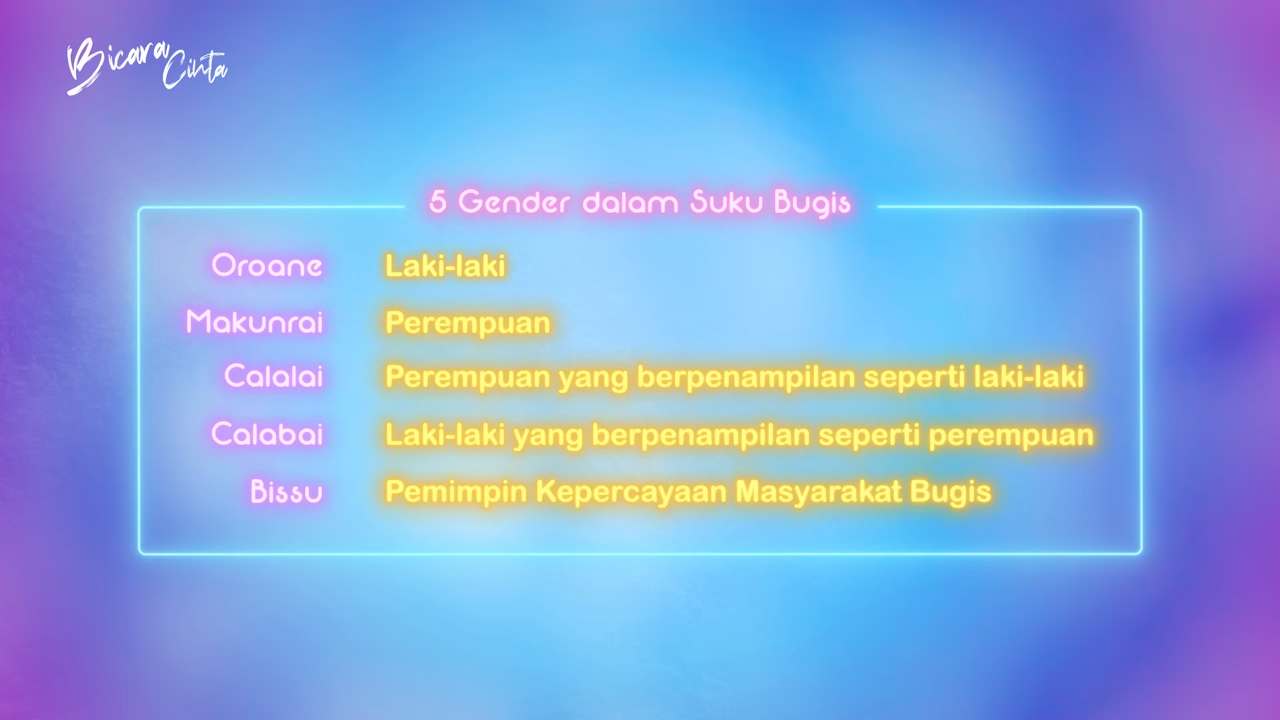 Bicara
Cinta
5 Gender dalam Suku Bugis
Oroane Laki-laki
Makunrai Perempuan
Calalai Perempuan yang berpenampilan seperti laki-laki
Calabai Laki-laki yang berpenampilan seperti perempuan
Bissu Pemimpin Kepercayaan Masyarakat Bugis